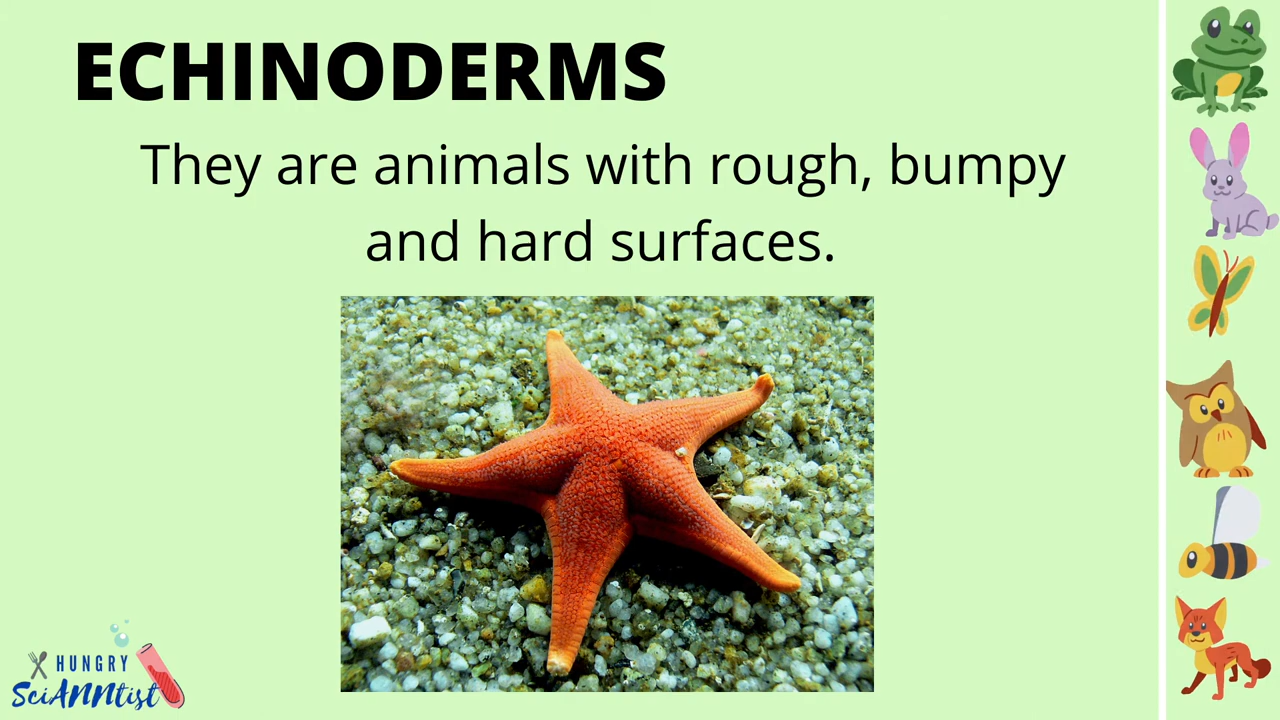 ECHINODERMS
They are animals with rough, bumpy
and hard surfaces.
HUNGRY
SciANNtist